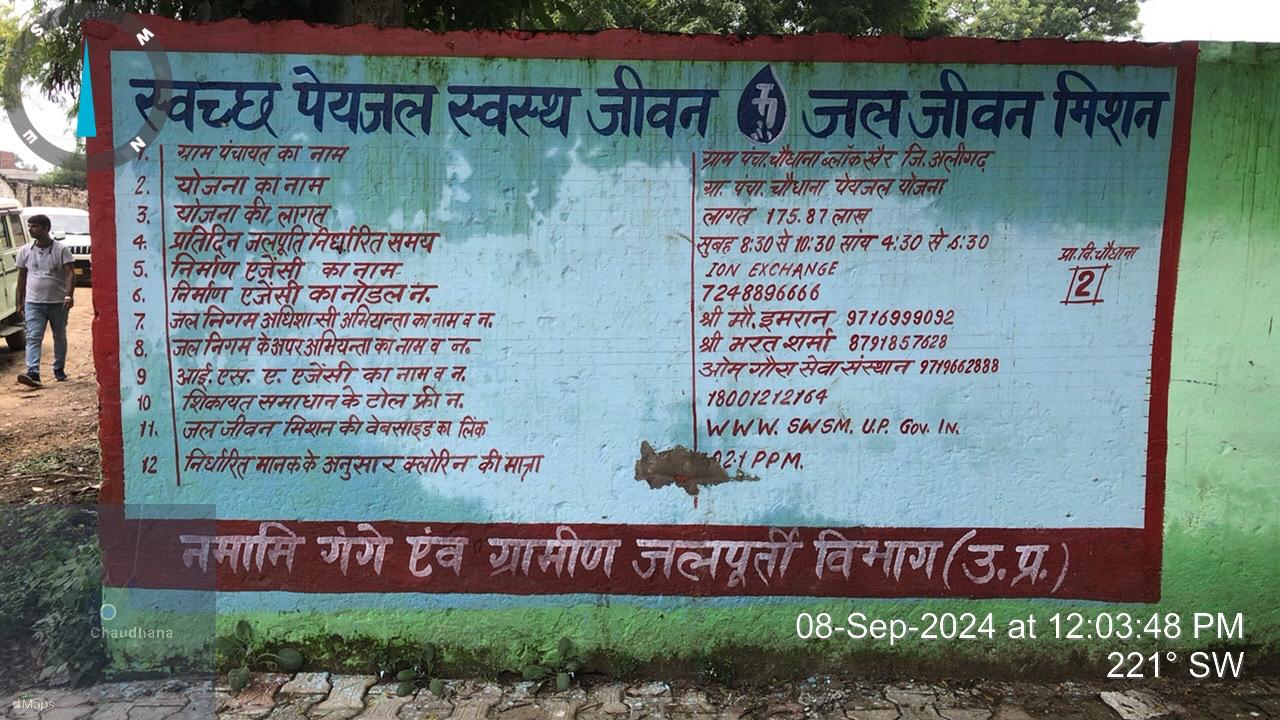 स्वच्छ पेयजल स्वस्थ जीवन जल जीवन मिशन
1. ग्राम पंचायत का नाम ग्राम पंचा. चौधाना ब्लॉक खैर जि. अलीगढ़
2. योजना का नाम ग्रा. पंचा. चौधाना पेयजल योजना
3. योजना की लागत लागत 175.87 लाख
4. प्रतिदिन जलपूति निर्धारित समय सुबह 8:30 से 10:30 सांय 4:30 से 6:30
प्रा.वि.चौधाना
2
5. निर्माण एजेंसी का नाम ION EXCHANGE
6. निर्माण एजेंसी का नोडल न. 7248896666
7. जल निगम अधिशासी अभियन्ता का नाम व न. श्री मौ. इमरान 9716999092
8. जल निगम के अपर अभियन्ता का नाम व न. श्री भरत शर्मा 8791857628
9 आई. एस. ए. एजेंसी का नाम व न. ओम गौरा सेवा संस्थान 9719662888
10 शिकायत समाधान के टोल फ्री न. 18001212164
11. जल जीवन मिशन की वेबसाइड का लिंक WWW. SWSM. U.P. Gov. In.
12 निर्धारित मानक के अनुसार क्लोरिन की मात्रा 021 PPM.
नमामि गंगे एंव ग्रामीण जलपूर्ती विभाग (उ.प्र.)
08-Sep-2024 at 12:03:48 PM
221° SW
Chaudhana
S
W
E
N